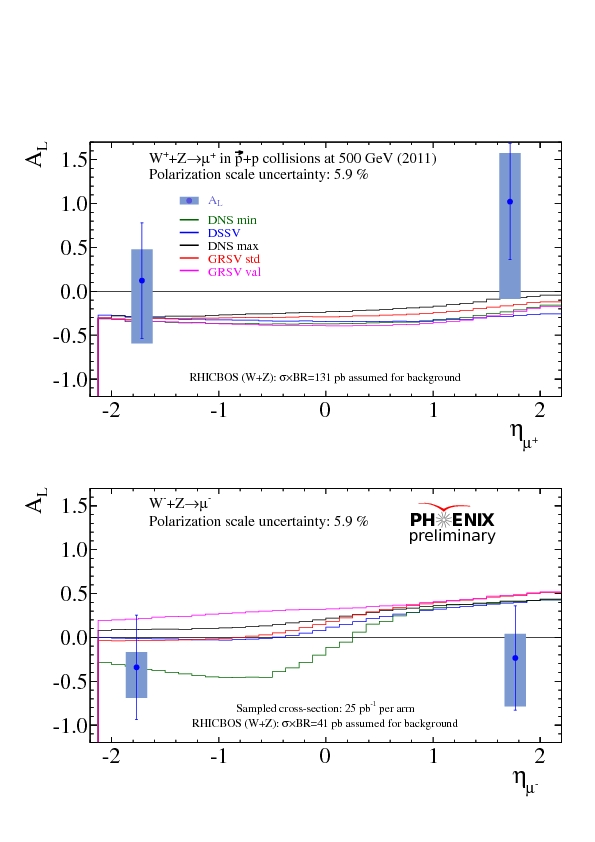 A_L
W⁺+Z→μ⁺ in p⃗+p collisions at 500 GeV (2011)
Polarization scale uncertainty: 5.9 %
A_L
DNS min
DSSV
DNS max
GRSV std
GRSV val
1.5
1.0
0.5
0.0
-0.5
-1.0
RHICBOS (W+Z): σ×BR=131 pb assumed for background
-2 -1 0 1 2
η_μ⁺
A_L
W⁻+Z→μ⁻
Polarization scale uncertainty: 5.9 %
PHENIX
preliminary
1.5
1.0
0.5
0.0
-0.5
-1.0
Sampled cross-section: 25 pb⁻¹ per arm
RHICBOS (W+Z): σ×BR=41 pb assumed for background
-2 -1 0 1 2
η_μ⁻